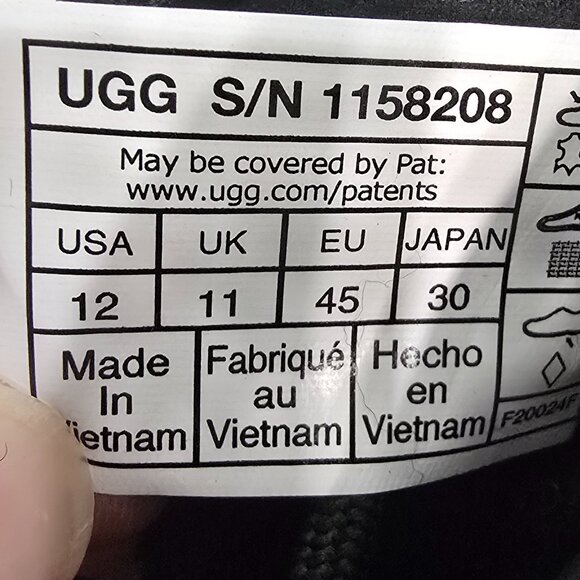 UGG S/N 1158208
May be covered by Pat:
www.ugg.com/patents
USA UK EU JAPAN
12 11 45 30
Made Fabriqué Hecho
In au en
Vietnam Vietnam Vietnam
F20024F